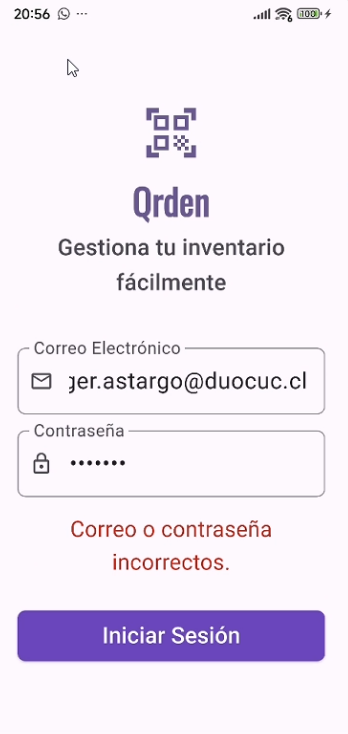 20:56
100
Qrden
Gestiona tu inventario
fácilmente
Correo Electrónico
ger.astargo@duocuc.cl
Contraseña
•••••••
Correo o contraseña
incorrectos.
Iniciar Sesión